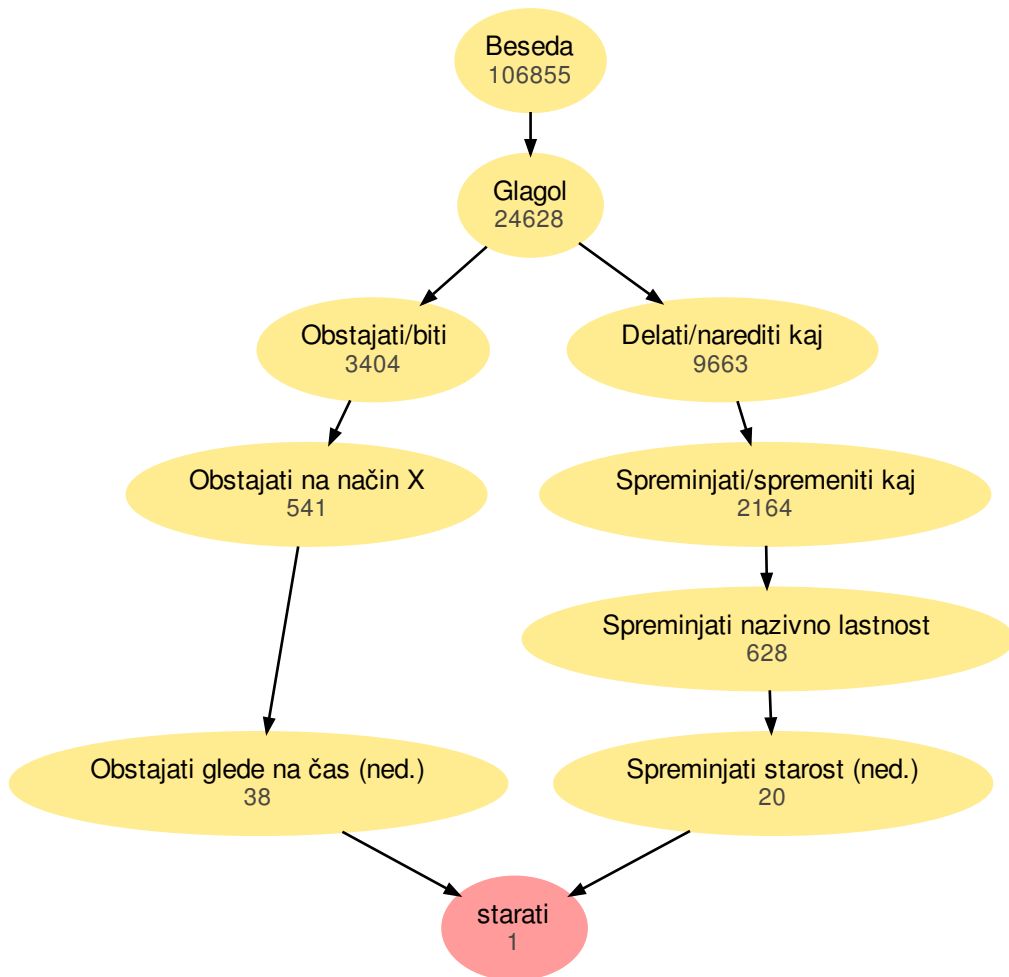 Beseda
106855
Glagol
24628
Obstajati/biti
3404
Delati/narediti kaj
9663
Obstajati na način X
541
Spreminjati/spremeniti kaj
2164
Spreminjati nazivno lastnost
628
Obstajati glede na čas (ned.)
38
Spreminjati starost (ned.)
20
starati
1